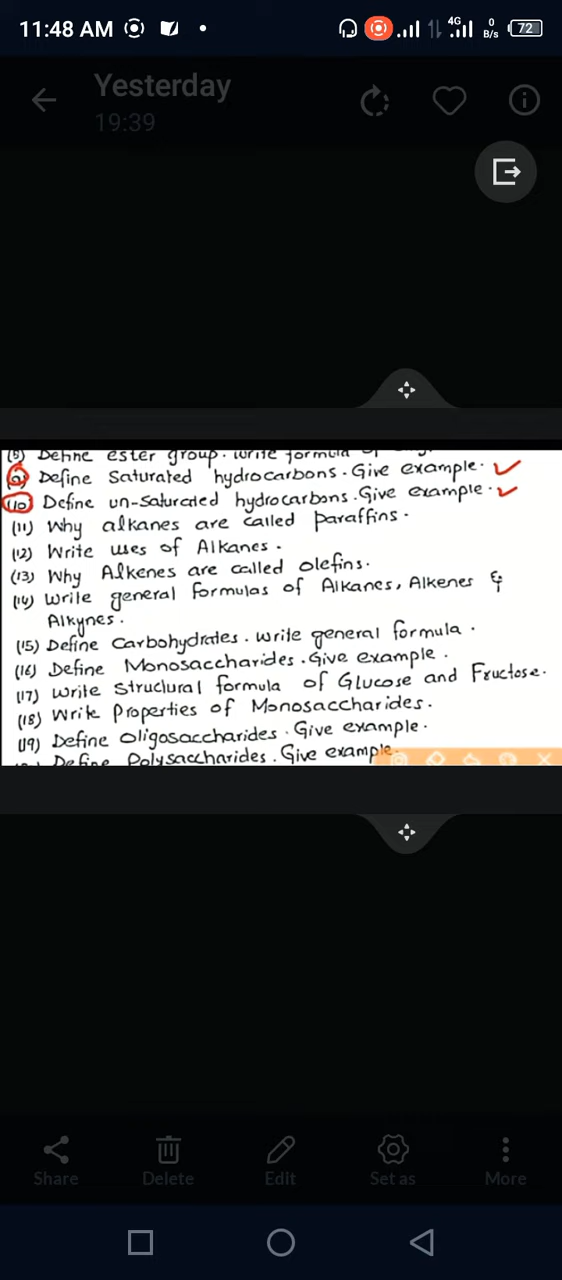 11:48 AM
4G
0 B/s
72
Yesterday
19:39
Define ester group. write formula
(9) Define Saturated hydrocarbons. Give example.
(10) Define un-saturated hydrocarbons. Give example.
(11) Why alkanes are called paraffins.
(12) Write uses of Alkanes.
(13) Why Alkenes are called olefins.
(14) Write general formulas of Alkanes, Alkenes &
Alkynes.
(15) Define Carbohydrates. Write general formula.
(16) Define Monosaccharides. Give example.
(17) Write Structural formula of Glucose and Fructose.
(18) Write Properties of Monosaccharides.
(19) Define Oligosaccharides. Give example.
Define Polysaccharides. Give example.
Share
Delete
Edit
Set as
More